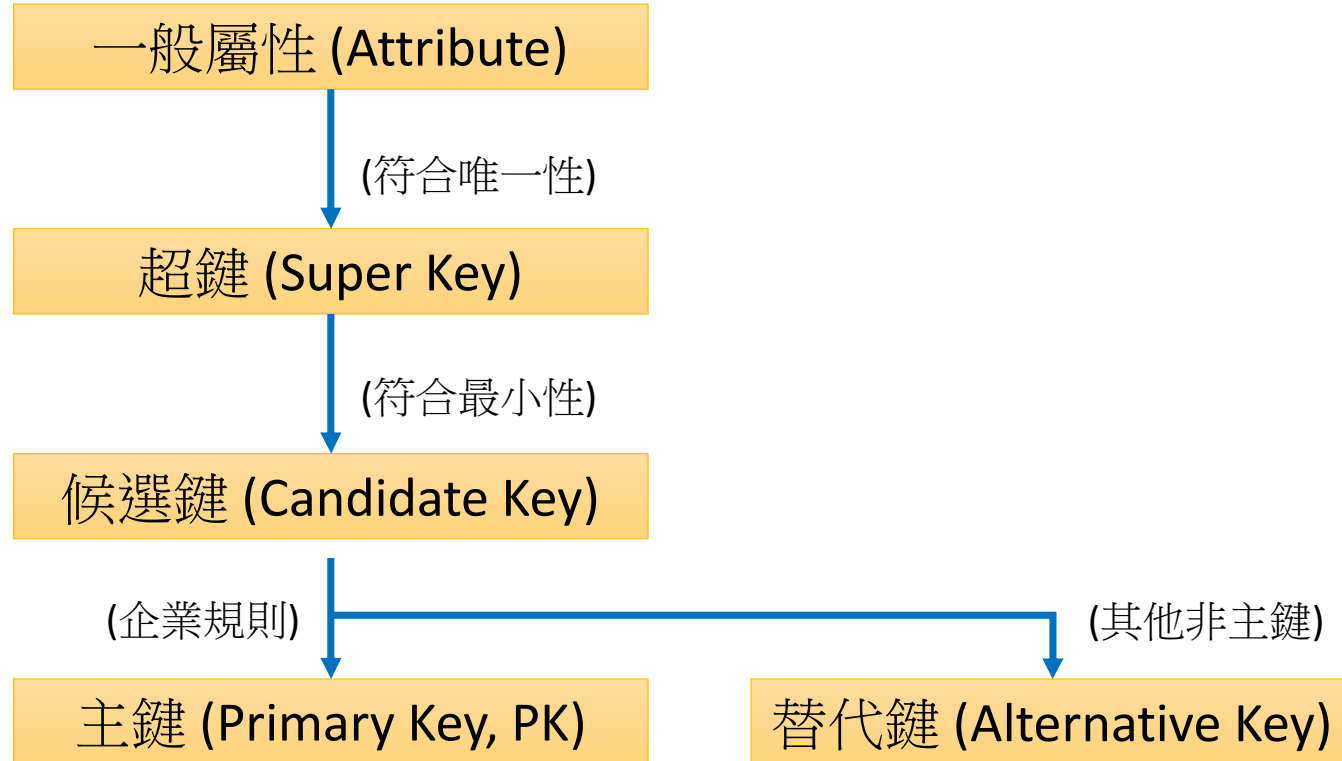 一般屬性 (Attribute)
(符合唯一性)
超鍵 (Super Key)
(符合最小性)
候選鍵 (Candidate Key)
(企業規則)
(其他非主鍵)
主鍵 (Primary Key, PK)
替代鍵 (Alternative Key)